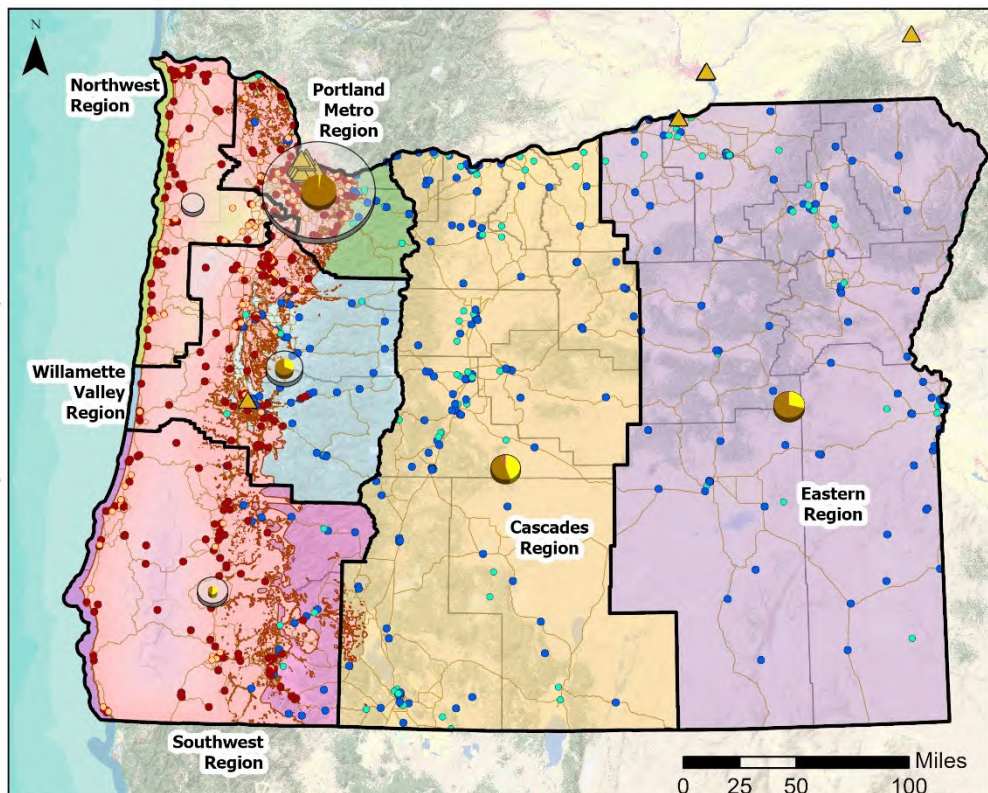 N
Northwest
Region
Portland
Metro
Region
Willamette
Valley
Region
Cascades
Region
Eastern
Region
Southwest
Region
Miles
0 25 50 100